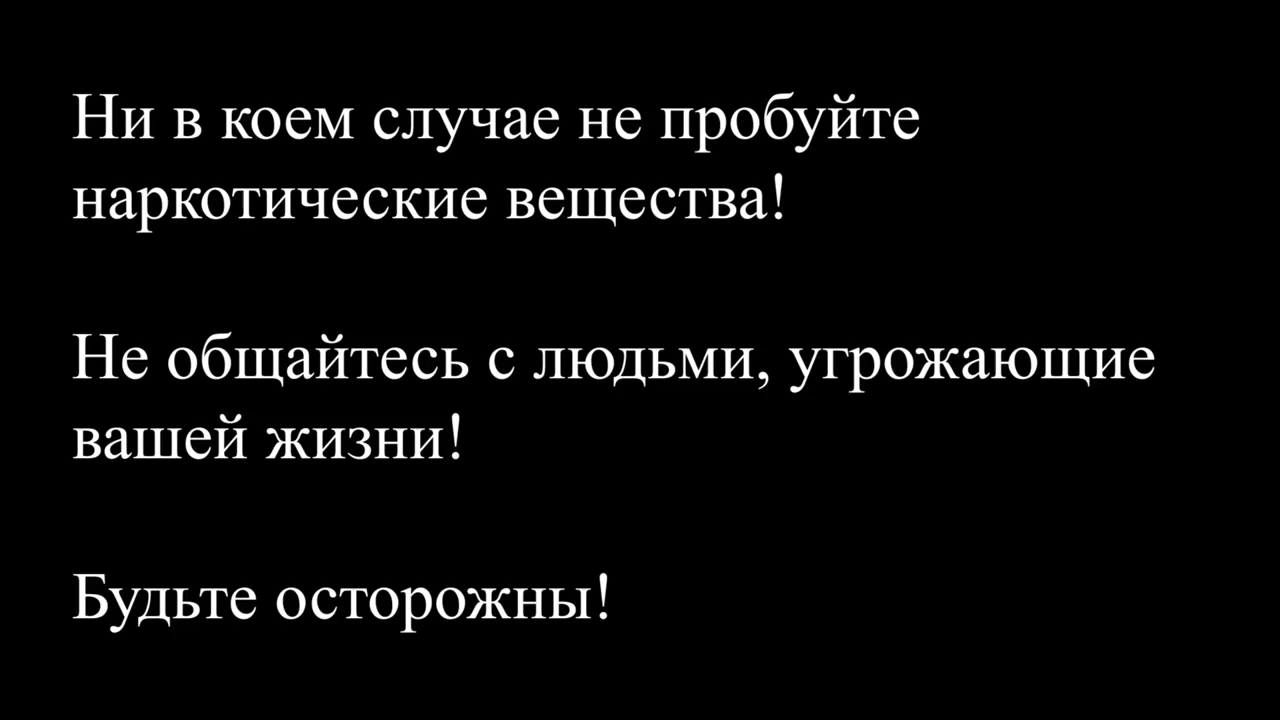 Ни в коем случае не пробуйте
наркотические вещества!
Не общайтесь с людьми, угрожающие
вашей жизни!
Будьте осторожны!